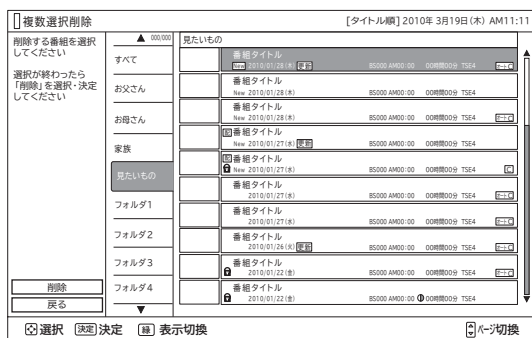 複数選択削除
[タイトル順] 2010年 3月19日(木) AM11:11
削除する番組を選択
してください
選択が終わったら
「削除」を選択・決定
してください
削除
戻る
▲ 000/000
すべて
お父さん
お母さん
家族
見たいもの
フォルダ1
フォルダ2
フォルダ3
フォルダ4
▼
見たいもの
番組タイトル
New 2010/01/28(木) 更新 BS000 AM00:00 00時間00分 TSE4
番組タイトル
New 2010/01/28(木) BS000 AM00:00 00時間00分 TSE4
番組タイトル
New 2010/01/28(木) BS000 AM00:00 00時間00分 TSE4
番組タイトル
New 2010/01/27(水) 更新 BS000 AM00:00 00時間00分 TSE4
番組タイトル
New 2010/01/27(水) BS000 AM00:00 00時間00分 TSE4 C
番組タイトル
2010/01/27(水) BS000 AM00:00 00時間00分 TSE4
番組タイトル
2010/01/27(水) BS000 AM00:00 00時間00分 TSE4
番組タイトル
2010/01/26(火) 更新 BS000 AM00:00 00時間00分 TSE4
番組タイトル
2010/01/22(金) BS000 AM00:00 00時間00分 TSE4
番組タイトル
2010/01/22(金) BS000 AM00:00 00時間00分 TSE4
選択 決定 決定 緑 表示切換
ページ切換